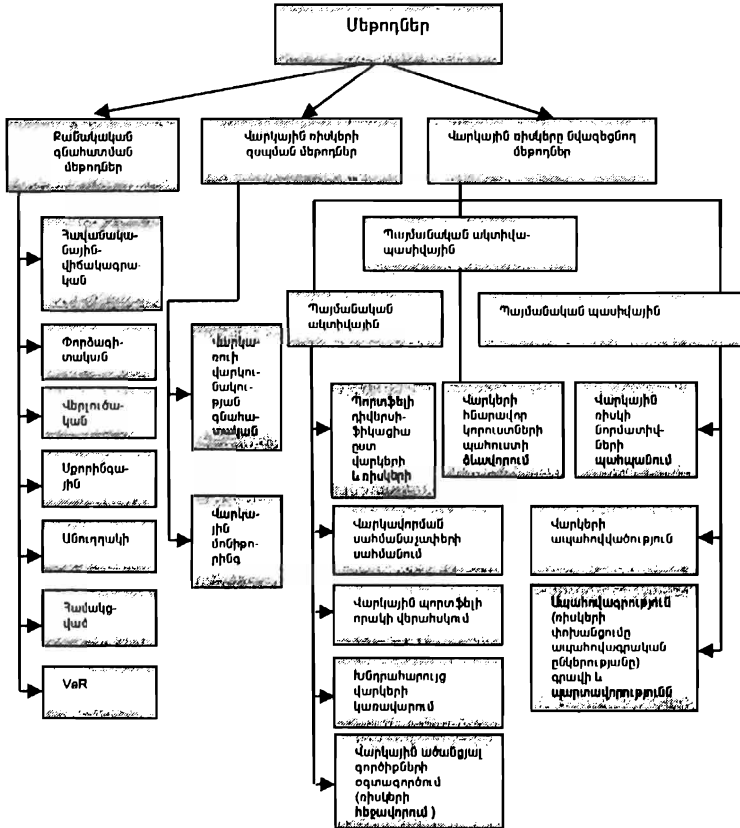 Մեթոդներ
Քանակական
գնահատման
մեթոդներ
Վարկային ռիսկերի
զսպման մեթոդներ
Վարկային ռիսկերը նվազեցնող
մեթոդներ
Հավանակա-
նային-
վիճակագրա-
կան
Փորձագի-
տական
Վերլուծա-
կան
Սքորինգա-
յին
Անուղղակի
Համակց-
ված
VaR
Վարկա-
ռուի
վարկու-
նակու-
թյան
գնահա-
տական
Վարկա-
յին
մոնիթո-
րինգ
Պայմանական ակտիվա-
պասիվային
Պայմանական
ակտիվային
Պայմանական պասիվային
Պորտֆելի
դիվերսի-
ֆիկացիա
ըստ
վարկերի
և ռիսկերի
Վարկավորման
սահմանաչափերի
սահմանում
Վարկային պորտֆելի
որակի վերահսկում
Խնդրահարույց
վարկերի
կառավարում
Վարկային ածանցյալ
գործիքների
օգտագործում
(ռիսկերի
հեջավորում )
Վարկերի
հնարավոր
կորուստների
պահուստի
ձևավորում
Վարկային
ռիսկի
նորմատիվ-
ների
պահպանում
Վարկերի
ապահովվածություն
Ապահովագրություն
(ռիսկերի
փոխանցումը
ապահովագրական
ընկերությանը)
գրավի և
պարտավորությունն